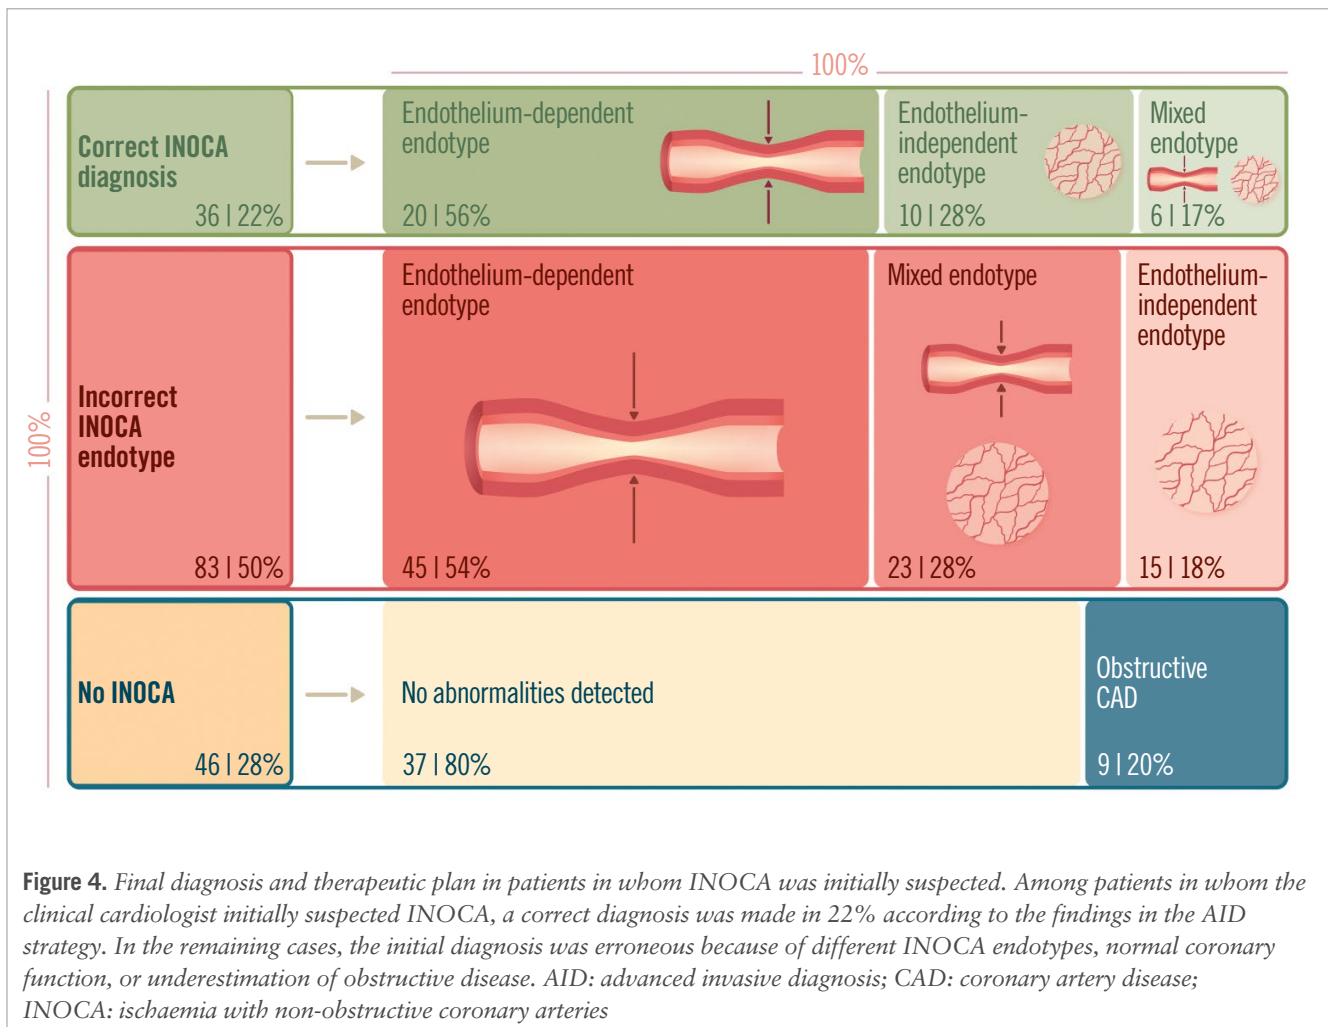 100%
100%
Correct INOCA
diagnosis
36 | 22%
Endothelium-dependent
endotype
20 | 56%
Endothelium-
independent
endotype
10 | 28%
Mixed
endotype
6 | 17%
Incorrect
INOCA
endotype
83 | 50%
Endothelium-dependent
endotype
45 | 54%
Mixed endotype
23 | 28%
Endothelium-
independent
endotype
15 | 18%
No INOCA
46 | 28%
No abnormalities detected
37 | 80%
Obstructive
CAD
9 | 20%
Figure 4. Final diagnosis and therapeutic plan in patients in whom INOCA was initially suspected. Among patients in whom the
clinical cardiologist initially suspected INOCA, a correct diagnosis was made in 22% according to the findings in the AID
strategy. In the remaining cases, the initial diagnosis was erroneous because of different INOCA endotypes, normal coronary
function, or underestimation of obstructive disease. AID: advanced invasive diagnosis; CAD: coronary artery disease;
INOCA: ischaemia with non-obstructive coronary arteries